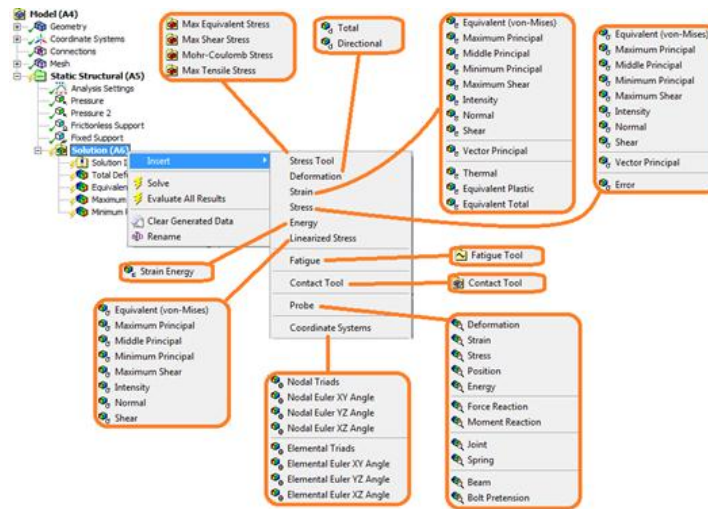 Model (A4)
Geometry
Coordinate Systems
Connections
Mesh
Static Structural (A5)
Analysis Settings
Pressure
Pressure 2
Frictionless Support
Fixed Support
Solution (A6)
Solution I
Total Def
Equivalen
Maximum
Minimum
Insert
Solve
Evaluate All Results
Clear Generated Data
Rename
Max Equivalent Stress
Max Shear Stress
Mohr-Coulomb Stress
Max Tensile Stress
Total
Directional
Equivalent (von-Mises)
Maximum Principal
Middle Principal
Minimum Principal
Maximum Shear
Intensity
Normal
Shear
Vector Principal
Thermal
Equivalent Plastic
Equivalent Total
Equivalent (von-Mises)
Maximum Principal
Middle Principal
Minimum Principal
Maximum Shear
Intensity
Normal
Shear
Vector Principal
Error
Stress Tool
Deformation
Strain
Stress
Energy
Linearized Stress
Fatigue
Contact Tool
Probe
Coordinate Systems
Strain Energy
Fatigue Tool
Contact Tool
Equivalent (von-Mises)
Maximum Principal
Middle Principal
Minimum Principal
Maximum Shear
Intensity
Normal
Shear
Nodal Triads
Nodal Euler XY Angle
Nodal Euler YZ Angle
Nodal Euler XZ Angle
Elemental Triads
Elemental Euler XY Angle
Elemental Euler YZ Angle
Elemental Euler XZ Angle
Deformation
Strain
Stress
Position
Energy
Force Reaction
Moment Reaction
Joint
Spring
Beam
Bolt Pretension